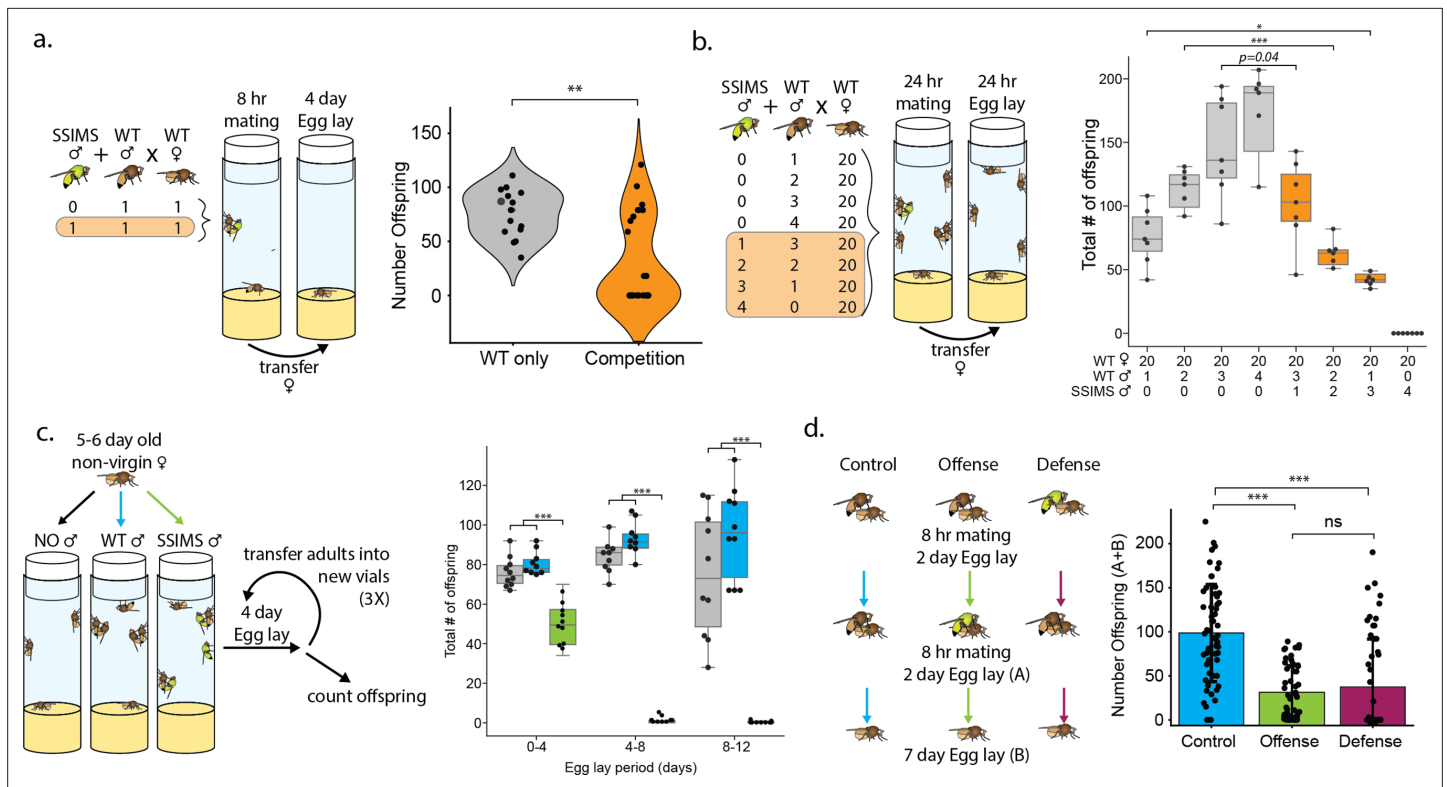 a.
SSIMS WT WT
♂ + ♂ x ♀
0 1 1
1 1 1
8 hr
mating
4 day
Egg lay
transfer
♀
Number Offspring
150
100
50
0
**
WT only
Competition
b.
SSIMS WT WT
♂ + ♂ x ♀
0 1 20
0 2 20
0 3 20
0 4 20
1 3 20
2 2 20
3 1 20
4 0 20
24 hr
mating
24 hr
Egg lay
transfer
♀
Total # of offspring
200
150
100
50
0
*
***
p=0.04
WT ♀ 20 20 20 20 20 20 20 20
WT ♂ 1 2 3 4 3 2 1 0
SSIMS ♂ 0 0 0 0 1 2 3 4
c.
5-6 day old
non-virgin ♀
NO ♂ WT ♂ SSIMS ♂
transfer adults into
new vials
(3X)
4 day
Egg lay
count offspring
Total # of offspring
120
100
80
60
40
20
0
***
***
***
0-4 4-8 8-12
Egg lay period (days)
d.
Control Offense Defense
8 hr mating
2 day Egg lay
8 hr mating
2 day Egg lay (A)
7 day Egg lay (B)
Number Offspring (A+B)
200
150
100
50
0
***
***
ns
Control Offense Defense